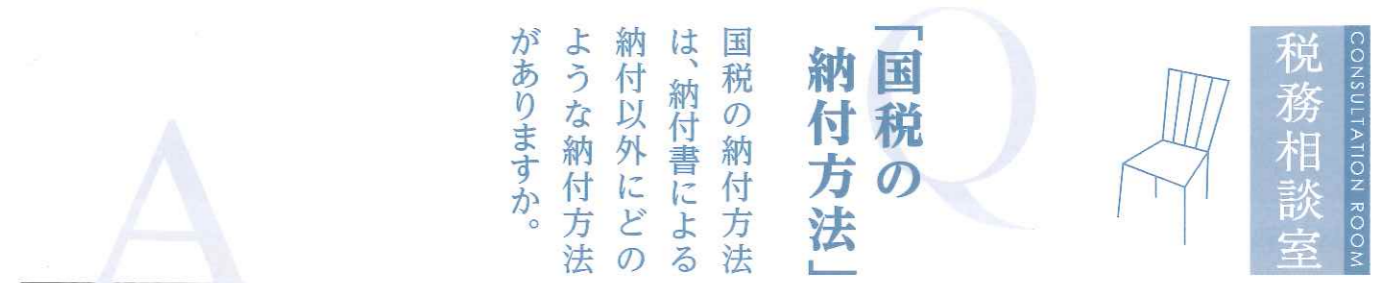 CONSULTATION ROOM
税務相談室
Q
「国税の
納付方法」
国税の納付方法
は、納付書による
納付以外にどの
ような納付方法
がありますか。
A